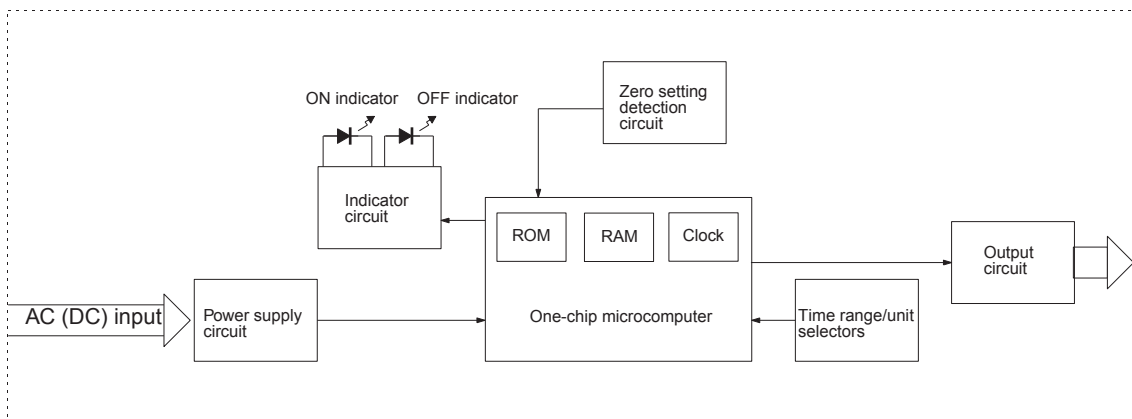 Zero setting
detection
circuit
ON indicator
OFF indicator
Indicator
circuit
ROM
RAM
Clock
Output
circuit
AC (DC) input
Power supply
circuit
One-chip microcomputer
Time range/unit
selectors